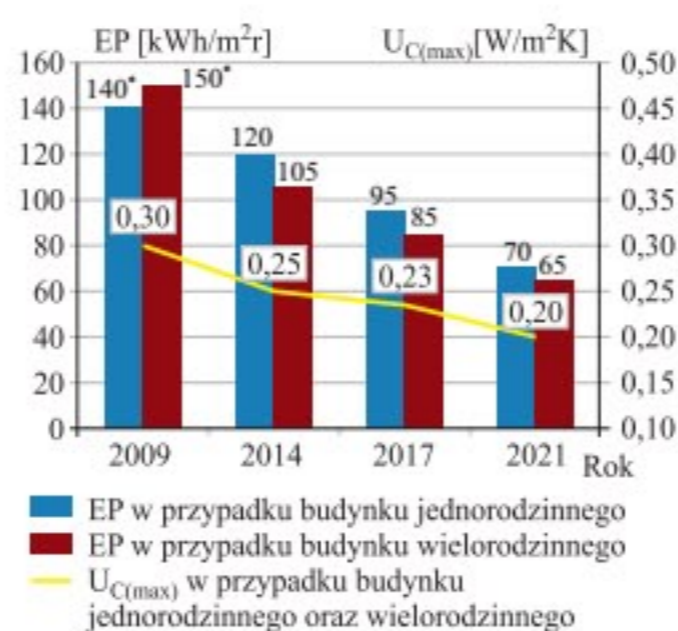 EP [kWh/m²r] U_C(max)[W/m²K]
160 0,50
140 0,45
120 0,40
100 0,35
80 0,30
60 0,25
40 0,20
20 0,15
0 0,10
140* 150*
120 105
95 85
70 65
0,30
0,25
0,23
0,20
2009 2014 2017 2021 Rok
EP w przypadku budynku jednorodzinnego
EP w przypadku budynku wielorodzinnego
U_C(max) w przypadku budynku
jednorodzinnego oraz wielorodzinnego